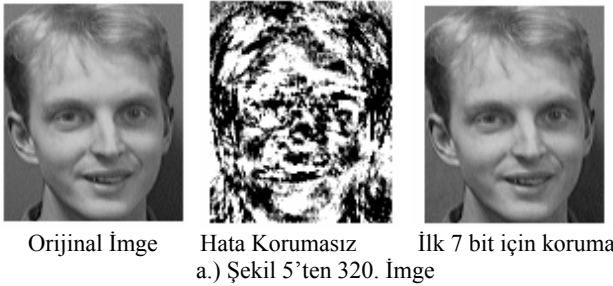 Orijinal İmge Hata Korumasız İlk 7 bit için koruma
a.) Şekil 5’ten 320. İmge